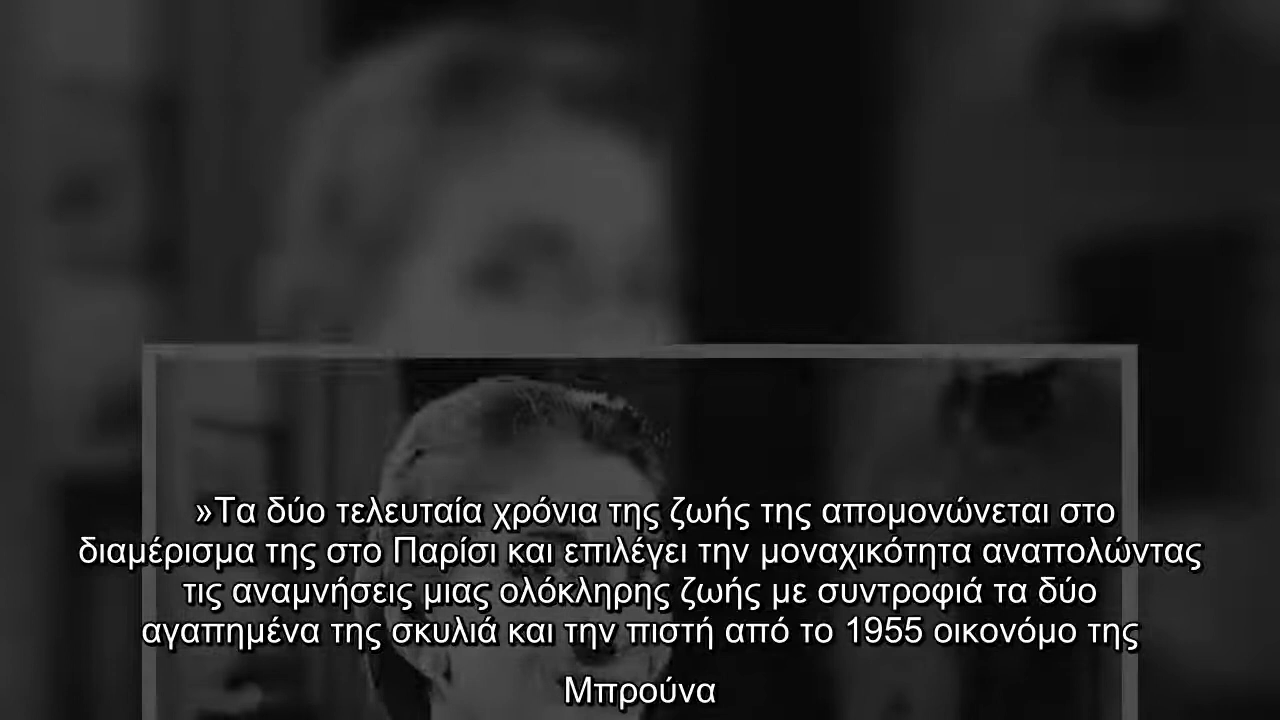 »Τα δύο τελευταία χρόνια της ζωής της απομονώνεται στο
διαμέρισμα της στο Παρίσι και επιλέγει την μοναχικότητα αναπολώντας
τις αναμνήσεις μιας ολόκληρης ζωής με συντροφιά τα δύο
αγαπημένα της σκυλιά και την πιστή από το 1955 οικονόμο της
Μπρούνα